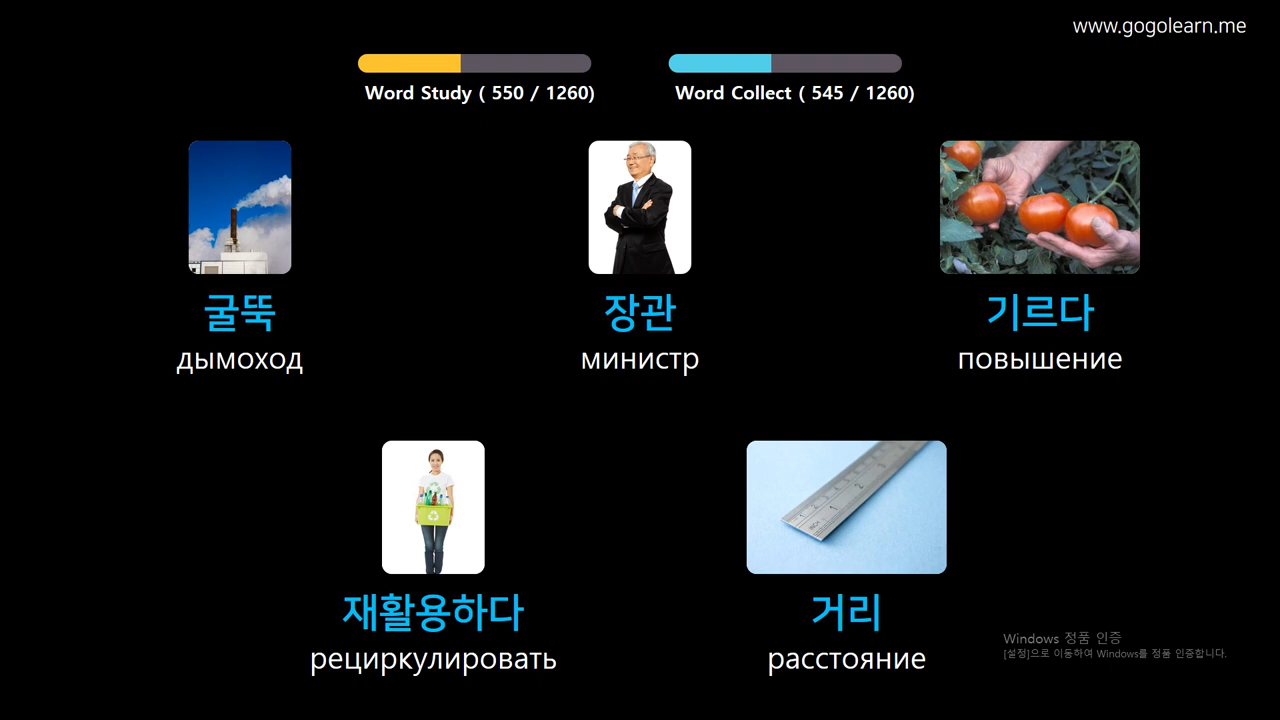 www.gogolearn.me
Word Study ( 550 / 1260)
Word Collect ( 545 / 1260)
굴뚝
дымоход
장관
министр
기르다
повышение
재활용하다
рециркулировать
거리
расстояние
Windows 정품 인증
[설정]으로 이동하여 Windows를 정품 인증합니다.